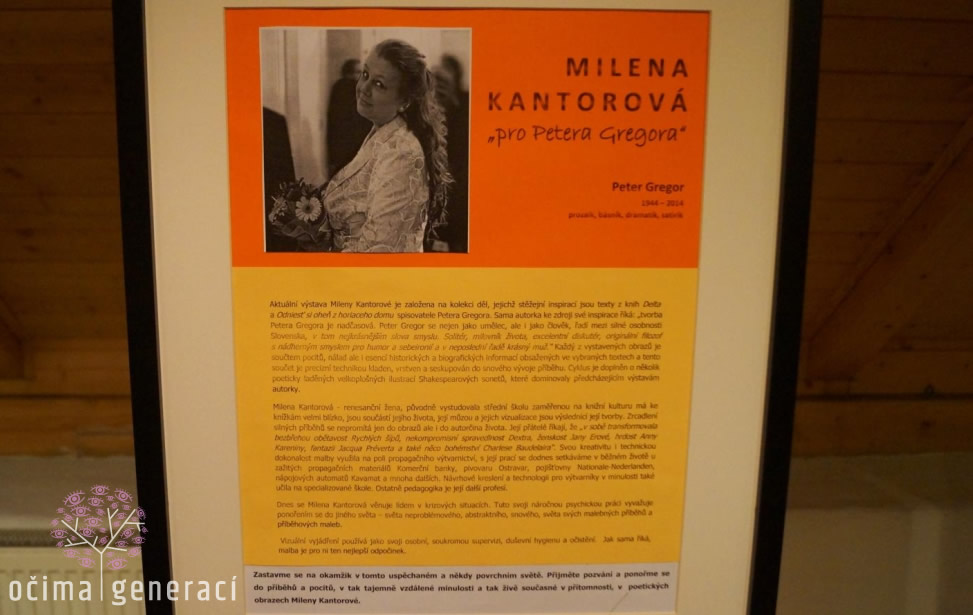 MILENA
KANTOROVÁ
„pro Petera Gregora“
Peter Gregor
1944 – 2014
prozaik, básník, dramatik, satirik
Aktuální výstava Mileny Kantorové je založena na kolekci děl, jejichž stěžejní inspirací jsou texty z knih Delta
a Odniesť si oheň z horiaceho domu spisovatele Petera Gregora. Sama autorka ke zdroji své inspirace říká: „tvorba
Petera Gregora je nadčasová. Peter Gregor se nejen jako umělec, ale i jako člověk, řadí mezi silné osobnosti
Slovenska, v tom nejkrásnějším slova smyslu. Solitér, milovník života, excelentní diskutér, originální filozof
a nádherným smyslem pro humor a sebeironii a v neposlední řadě krásný muž.“ Každý z vystavených obrazů je
součtem pocitů, nálad ale i esencí historických a biografických informací obsažených ve vybraných textech a tento
součet je precizní technikou kladen, vrstven a seskupován do snového vývoje příběhu. Cyklus je doplněn o několik
poeticky laděných velkoplošných ilustrací Shakespearových sonetů, které dominovaly předcházejícím výstavám
autorky.
Milena Kantorová – renesanční žena, původně vystudovala střední školu zaměřenou na knižní kulturu má ke
knížkám velmi blízko, jsou součástí jejího života, její múzou a jejich vizualizace jsou výslednicí její tvorby. Zrcadlení
silných příběhů se nepromítá jen do obrazů ale i do autorčina života. Její přátelé říkají, že „v sobě transformovala
bezbřehou obětavost Rychlých šípů, nekompromisní spravedlnost Dextra, ženskost Jany Eyrové, hrdost Anny
Kareniny, fantazii Jacqua Préverta a také něco bohémství Charlese Baudelaira“. Svou kreativitu i technickou
dokonalost malby využila na poli propagačního výtvarnictví, s její prací se dodnes setkáváme v běžném životě u
zažitých propagačních materiálů Komerční banky, pivovaru Ostravar, pojišťovny Nationale-Nederlanden,
nápojových automatů Kavamat a mnoha dalších. Návrhové kreslení a technologii pro výtvarníky v minulosti také
učila na specializované škole. Ostatně pedagogika je její další profesí.
Dnes se Milena Kantorová věnuje lidem v krizových situacích. Tuto svoji náročnou psychickou práci vyvažuje
ponořením se do jiného světa – světa neproblémového, abstraktního, snového, světa svých malebných příběhů a
příběhových maleb.
Vizuální vyjádření používá jako svoji osobní, soukromou supervizi, duševní hygienu a očistění. Jak sama říká,
malba je pro ni ten nejlepší odpočinek.
Zastavme se na okamžik v tomto uspěchaném a někdy povrchním světě. Přijměte pozvání a ponořme se
do příběhů a pocitů, v tak tajemně vzdálené minulosti a tak živě současné v přítomnosti, v poetických
obrazech Mileny Kantorové.
očima generací